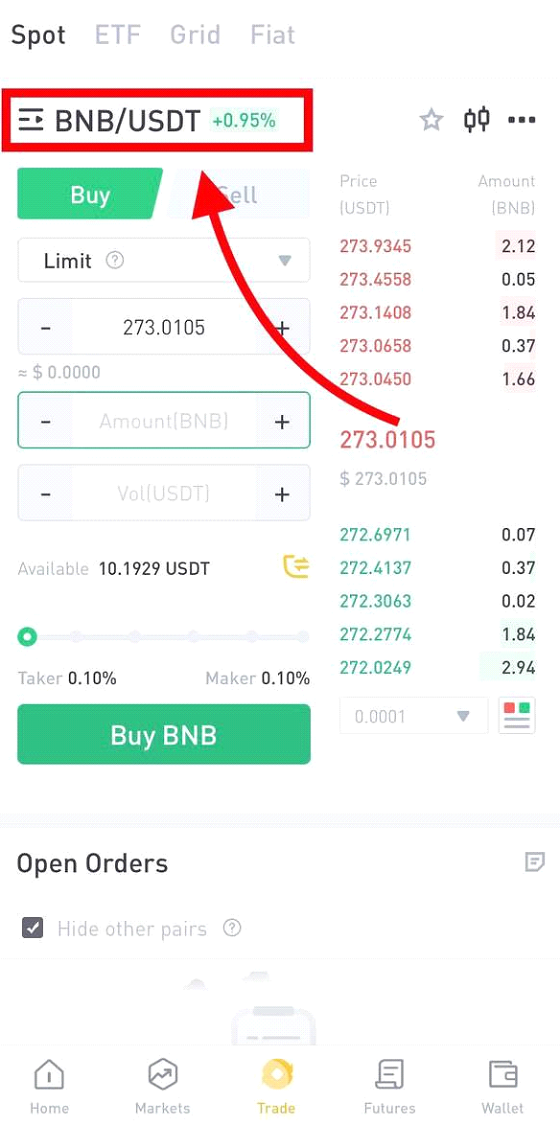 Spot ETF Grid Fiat
BNB/USDT +0.95%
Buy Sell
Limit ?
- 273.0105 +
≈ $ 0.0000
- Amount(BNB) +
- Vol(USDT) +
Available 10.1929 USDT
Taker 0.10% Maker 0.10%
Buy BNB
Price Amount
(USDT) (BNB)
273.9345 2.12
273.4558 0.05
273.1408 1.84
273.0658 0.37
273.0450 1.66
273.0105
$ 273.0105
272.6971 0.07
272.4137 0.37
272.3063 0.02
272.2774 1.84
272.0249 2.94
0.0001
Open Orders
Hide other pairs ?
Home Markets Trade Futures Wallet